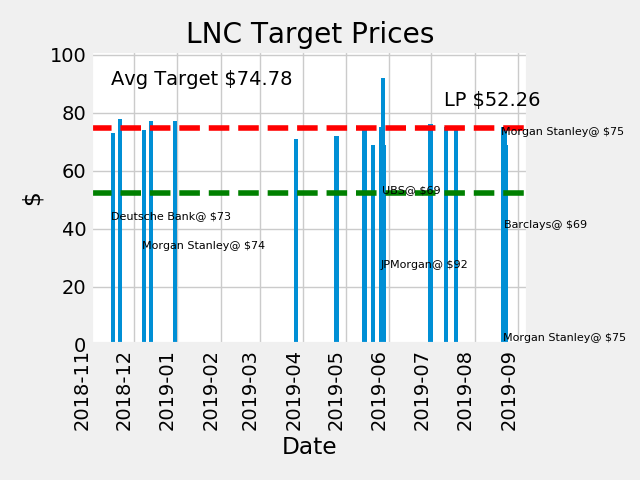 LNC Target Prices
100
Avg Target $74.78
LP $52.26
80
Morgan Stanley@ $75
60
UBS@ $69
$
Deutsche Bank@ $73
Barclays@ $69
40
Morgan Stanley@ $74
JPMorgan@ $92
20
Morgan Stanley@ $75
0
2018-11
2018-12
2019-01
2019-02
2019-03
2019-04
2019-05
2019-06
2019-07
2019-08
2019-09
Date